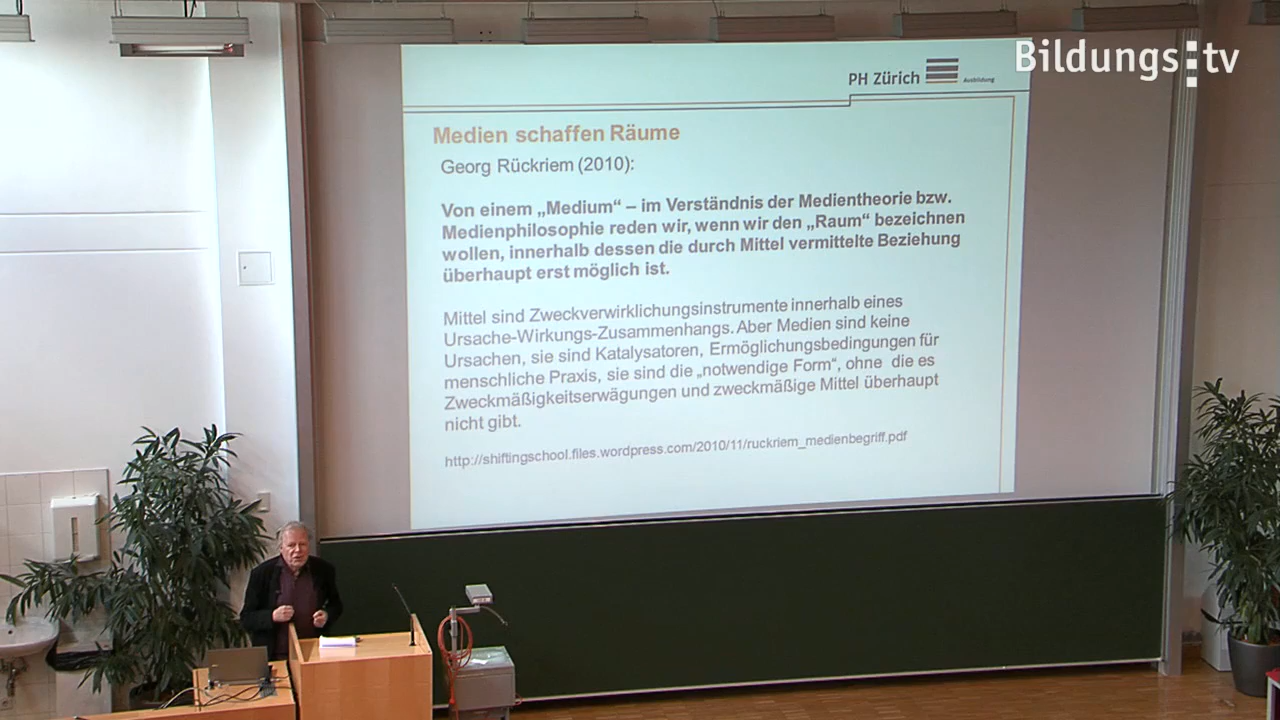 Bildungs:tv
PH Zürich
Ausbildung
Medien schaffen Räume
Georg Rückriem (2010):
Von einem „Medium“ – im Verständnis der Medientheorie bzw.
Medienphilosophie reden wir, wenn wir den „Raum“ bezeichnen
wollen, innerhalb dessen die durch Mittel vermittelte Beziehung
überhaupt erst möglich ist.
Mittel sind Zweckverwirklichungsinstrumente innerhalb eines
Ursache-Wirkungs-Zusammenhangs. Aber Medien sind keine
Ursachen, sie sind Katalysatoren, Ermöglichungsbedingungen für
menschliche Praxis, sie sind die „notwendige Form“, ohne die es
Zweckmäßigkeitserwägungen und zweckmäßige Mittel überhaupt
nicht gibt.
http://shiftingschool.files.wordpress.com/2010/11/ruckriem_medienbegriff.pdf